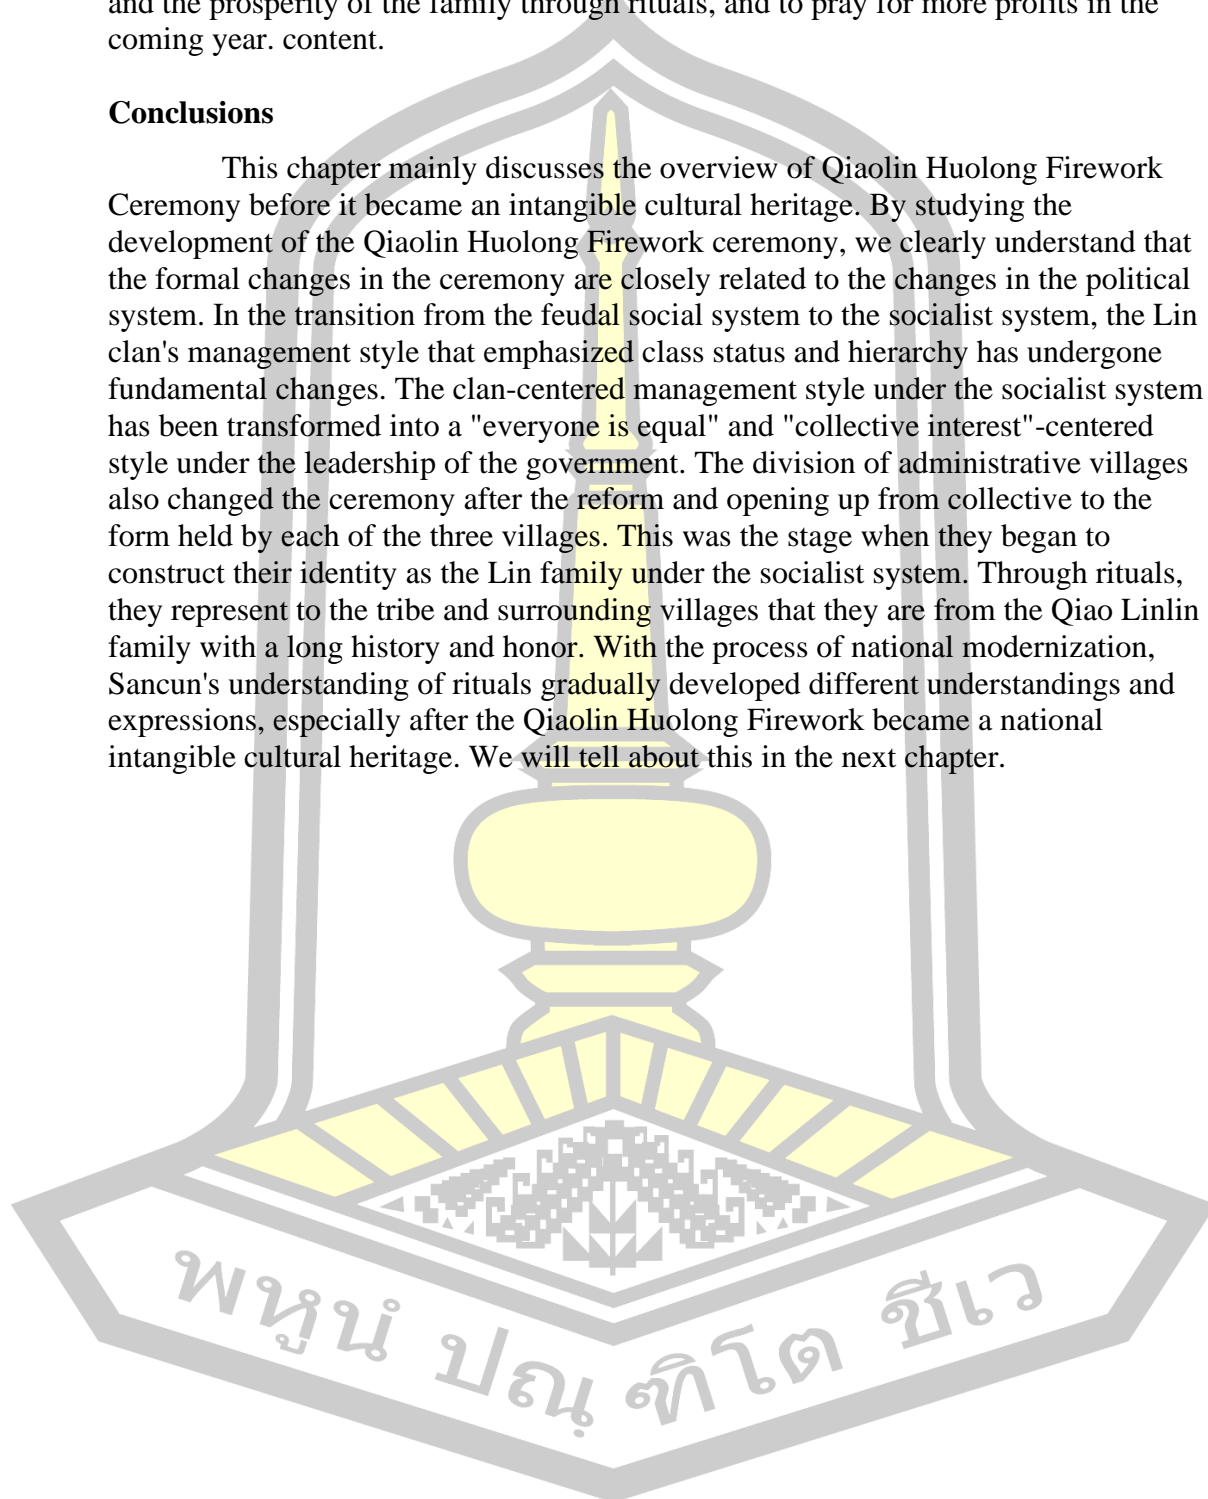 and the prosperity of the family through rituals, and to pray for more profits in the
coming year. content.
Conclusions
This chapter mainly discusses the overview of Qiaolin Huolong Firework
Ceremony before it became an intangible cultural heritage. By studying the
development of the Qiaolin Huolong Firework ceremony, we clearly understand that
the formal changes in the ceremony are closely related to the changes in the political
system. In the transition from the feudal social system to the socialist system, the Lin
clan's management style that emphasized class status and hierarchy has undergone
fundamental changes. The clan-centered management style under the socialist system
has been transformed into a "everyone is equal" and "collective interest"-centered
style under the leadership of the government. The division of administrative villages
also changed the ceremony after the reform and opening up from collective to the
form held by each of the three villages. This was the stage when they began to
construct their identity as the Lin family under the socialist system. Through rituals,
they represent to the tribe and surrounding villages that they are from the Qiao Linlin
family with a long history and honor. With the process of national modernization,
Sancun's understanding of rituals gradually developed different understandings and
expressions, especially after the Qiaolin Huolong Firework became a national
intangible cultural heritage. We will tell about this in the next chapter.
พหูนํ ปณฺฑิโต ชีเว